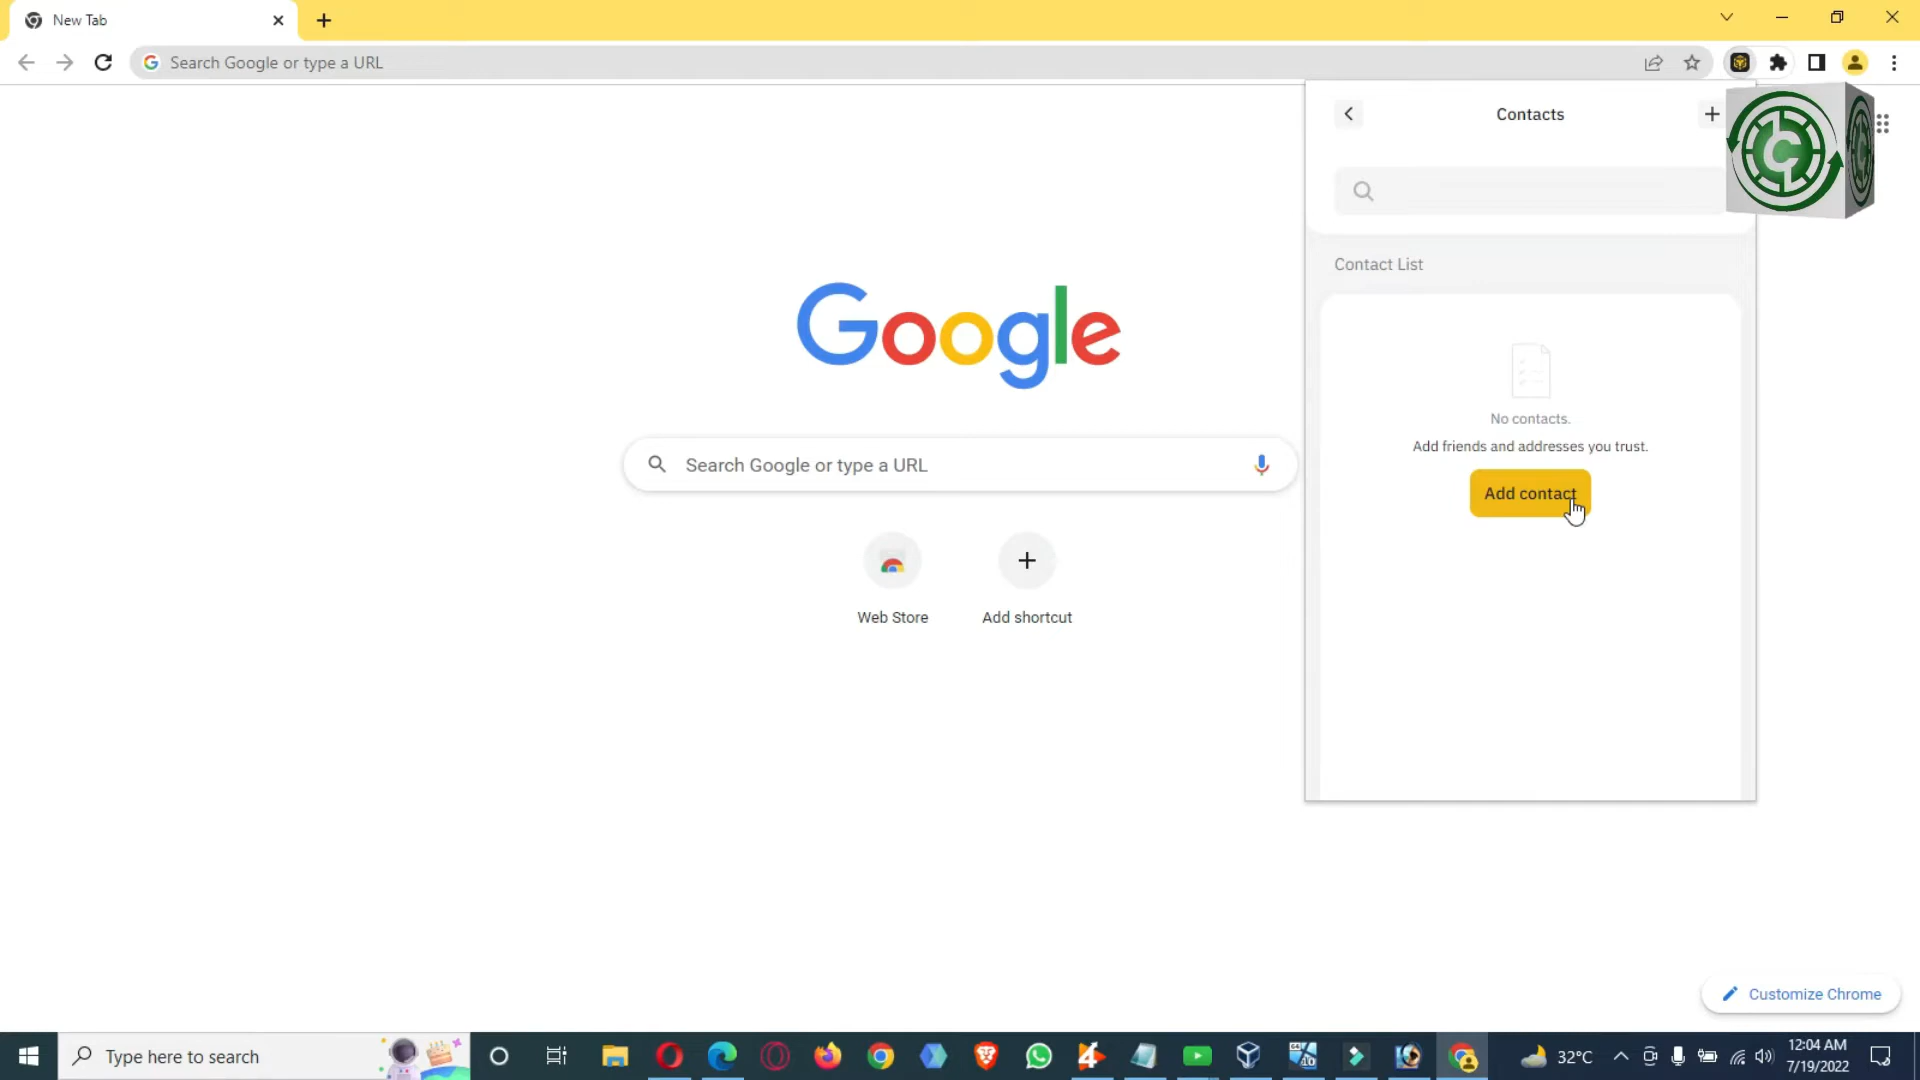 New Tab
Search Google or type a URL
Contacts
Contact List
No contacts.
Add friends and addresses you trust.
Add contact
Google
Search Google or type a URL
Web Store
Add shortcut
Customize Chrome
Type here to search
32°C
12:04 AM
7/19/2022